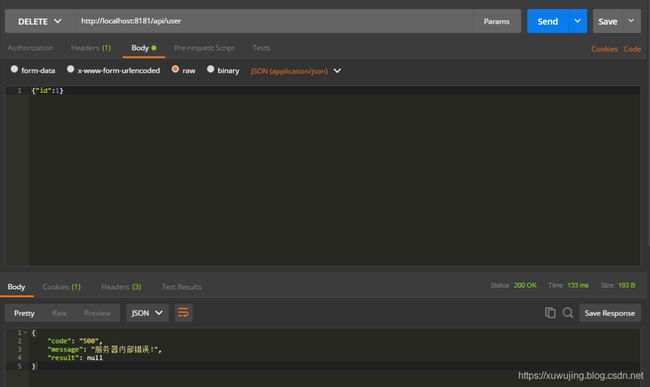 DELETE http://localhost:8181/api/user Params Send Save
Authorization Headers (1) Body Pre-request Script Tests Cookies Code
form-data x-www-form-urlencoded raw binary JSON (application/json)
1 {"id":1}
Body Cookies (1) Headers (3) Test Results Status: 200 OK Time: 133 ms Size: 193 B
Pretty Raw Preview JSON Save Response
1 {
2 "code": "500",
3 "message": "服务器内部错误!",
4 "result": null
5 }
https://xuwujing.blog.csdn.net